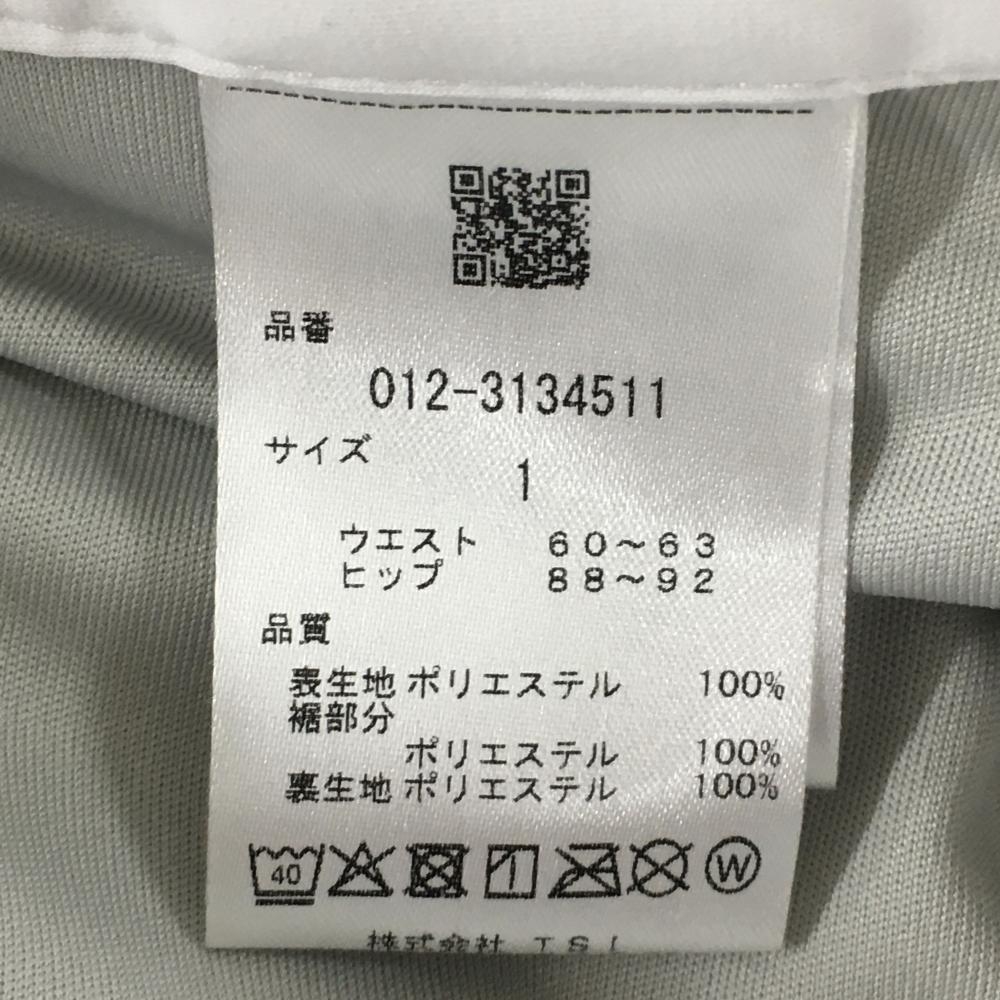 品番
012-3134511
サイズ
1
ウエスト 60～63
ヒップ 88～92
品質
表生地 ポリエステル 100%
裾部分
ポリエステル 100%
裏生地 ポリエステル 100%
40 W
株式会社 TSI